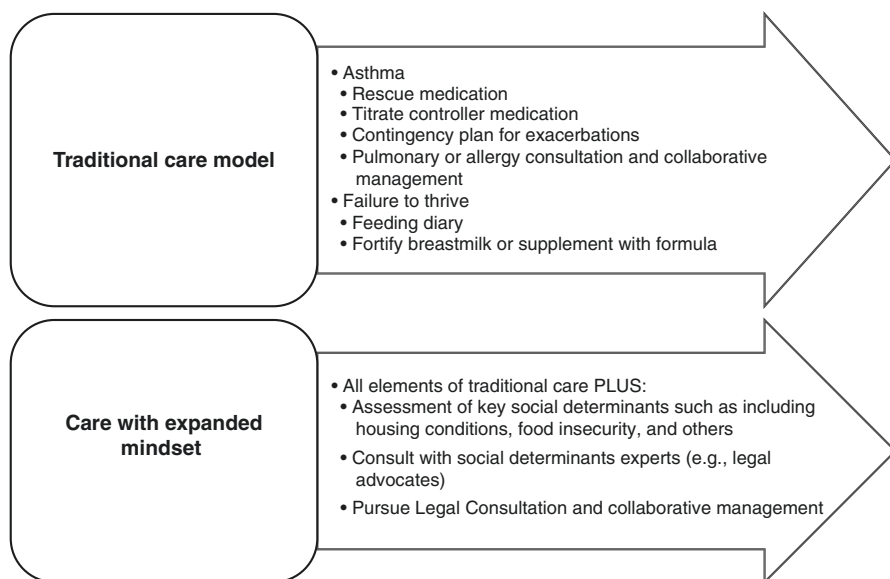 Traditional care model
• Asthma
• Rescue medication
• Titrate controller medication
• Contingency plan for exacerbations
• Pulmonary or allergy consultation and collaborative
management
• Failure to thrive
• Feeding diary
• Fortify breastmilk or supplement with formula
Care with expanded
mindset
• All elements of traditional care PLUS:
• Assessment of key social determinants such as including
housing conditions, food insecurity, and others
• Consult with social determinants experts (e.g., legal
advocates)
• Pursue Legal Consultation and collaborative management